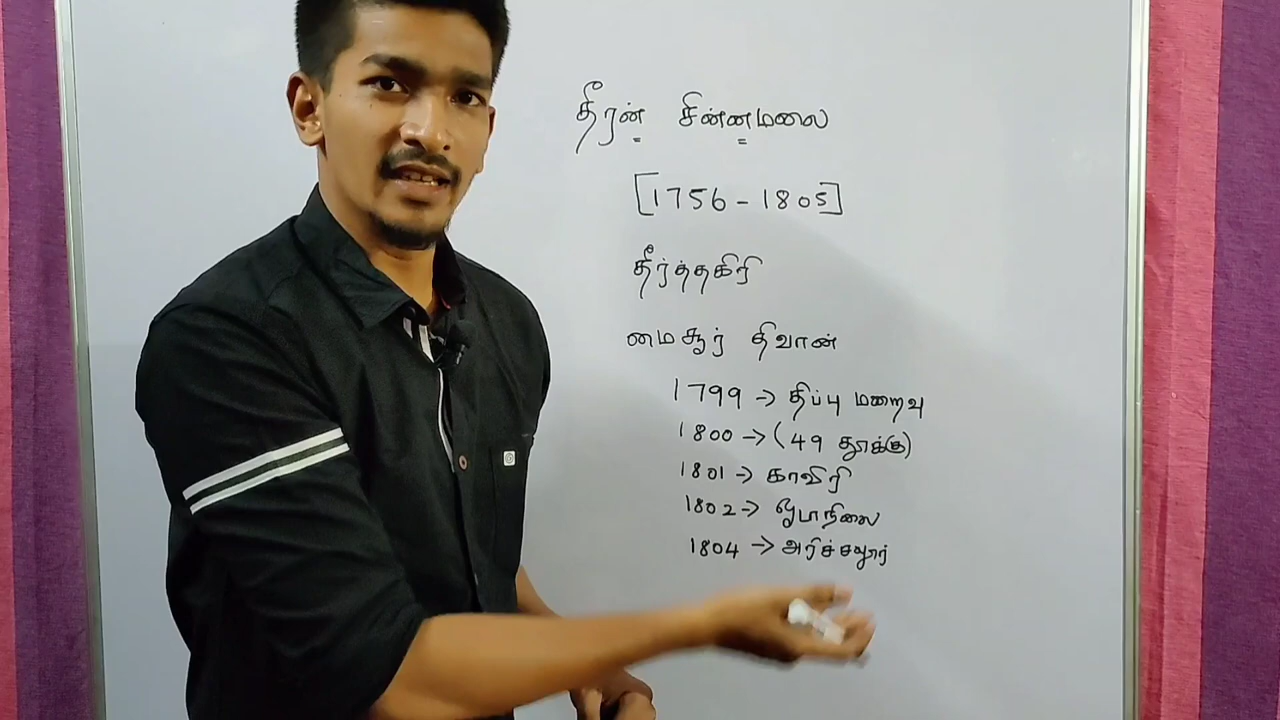 தீரன் சின்னமலை
[1756 - 1805]
தீர்த்தகிரி
மைசூர் திவான்
1799 -> திப்பு மறைவு
1800 -> (49 தூக்கு)
1801 -> காவிரி
1802 -> ஓடாநிலை
1804 -> அரிச்சலூர்